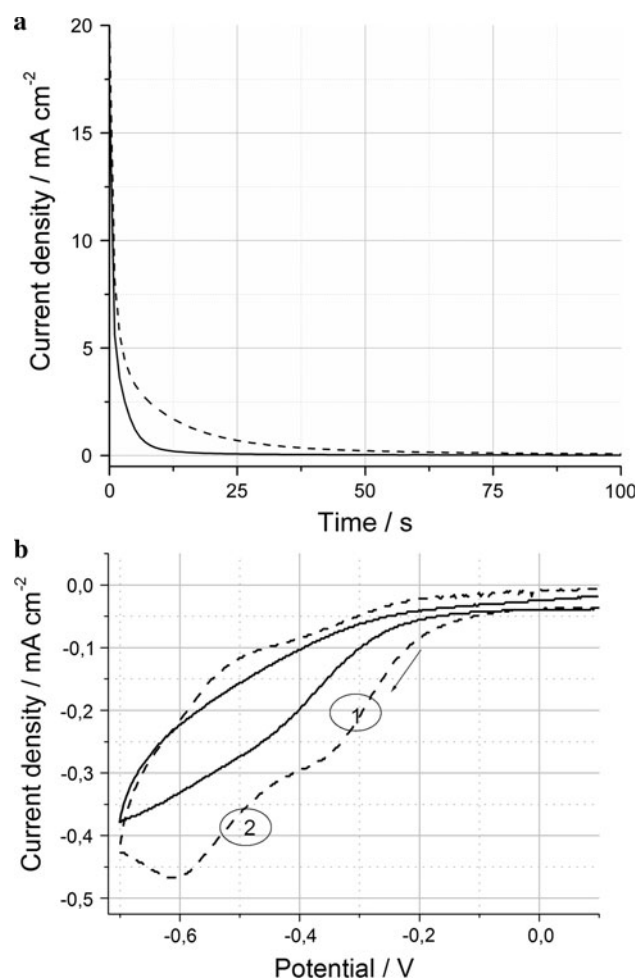 a
Current density / mA cm⁻²
20
15
10
5
0
0 25 50 75 100
Time / s
b
Current density / mA cm⁻²
0,0
-0,1
-0,2
-0,3
-0,4
-0,5
1
2
-0,6 -0,4 -0,2 0,0
Potential / V